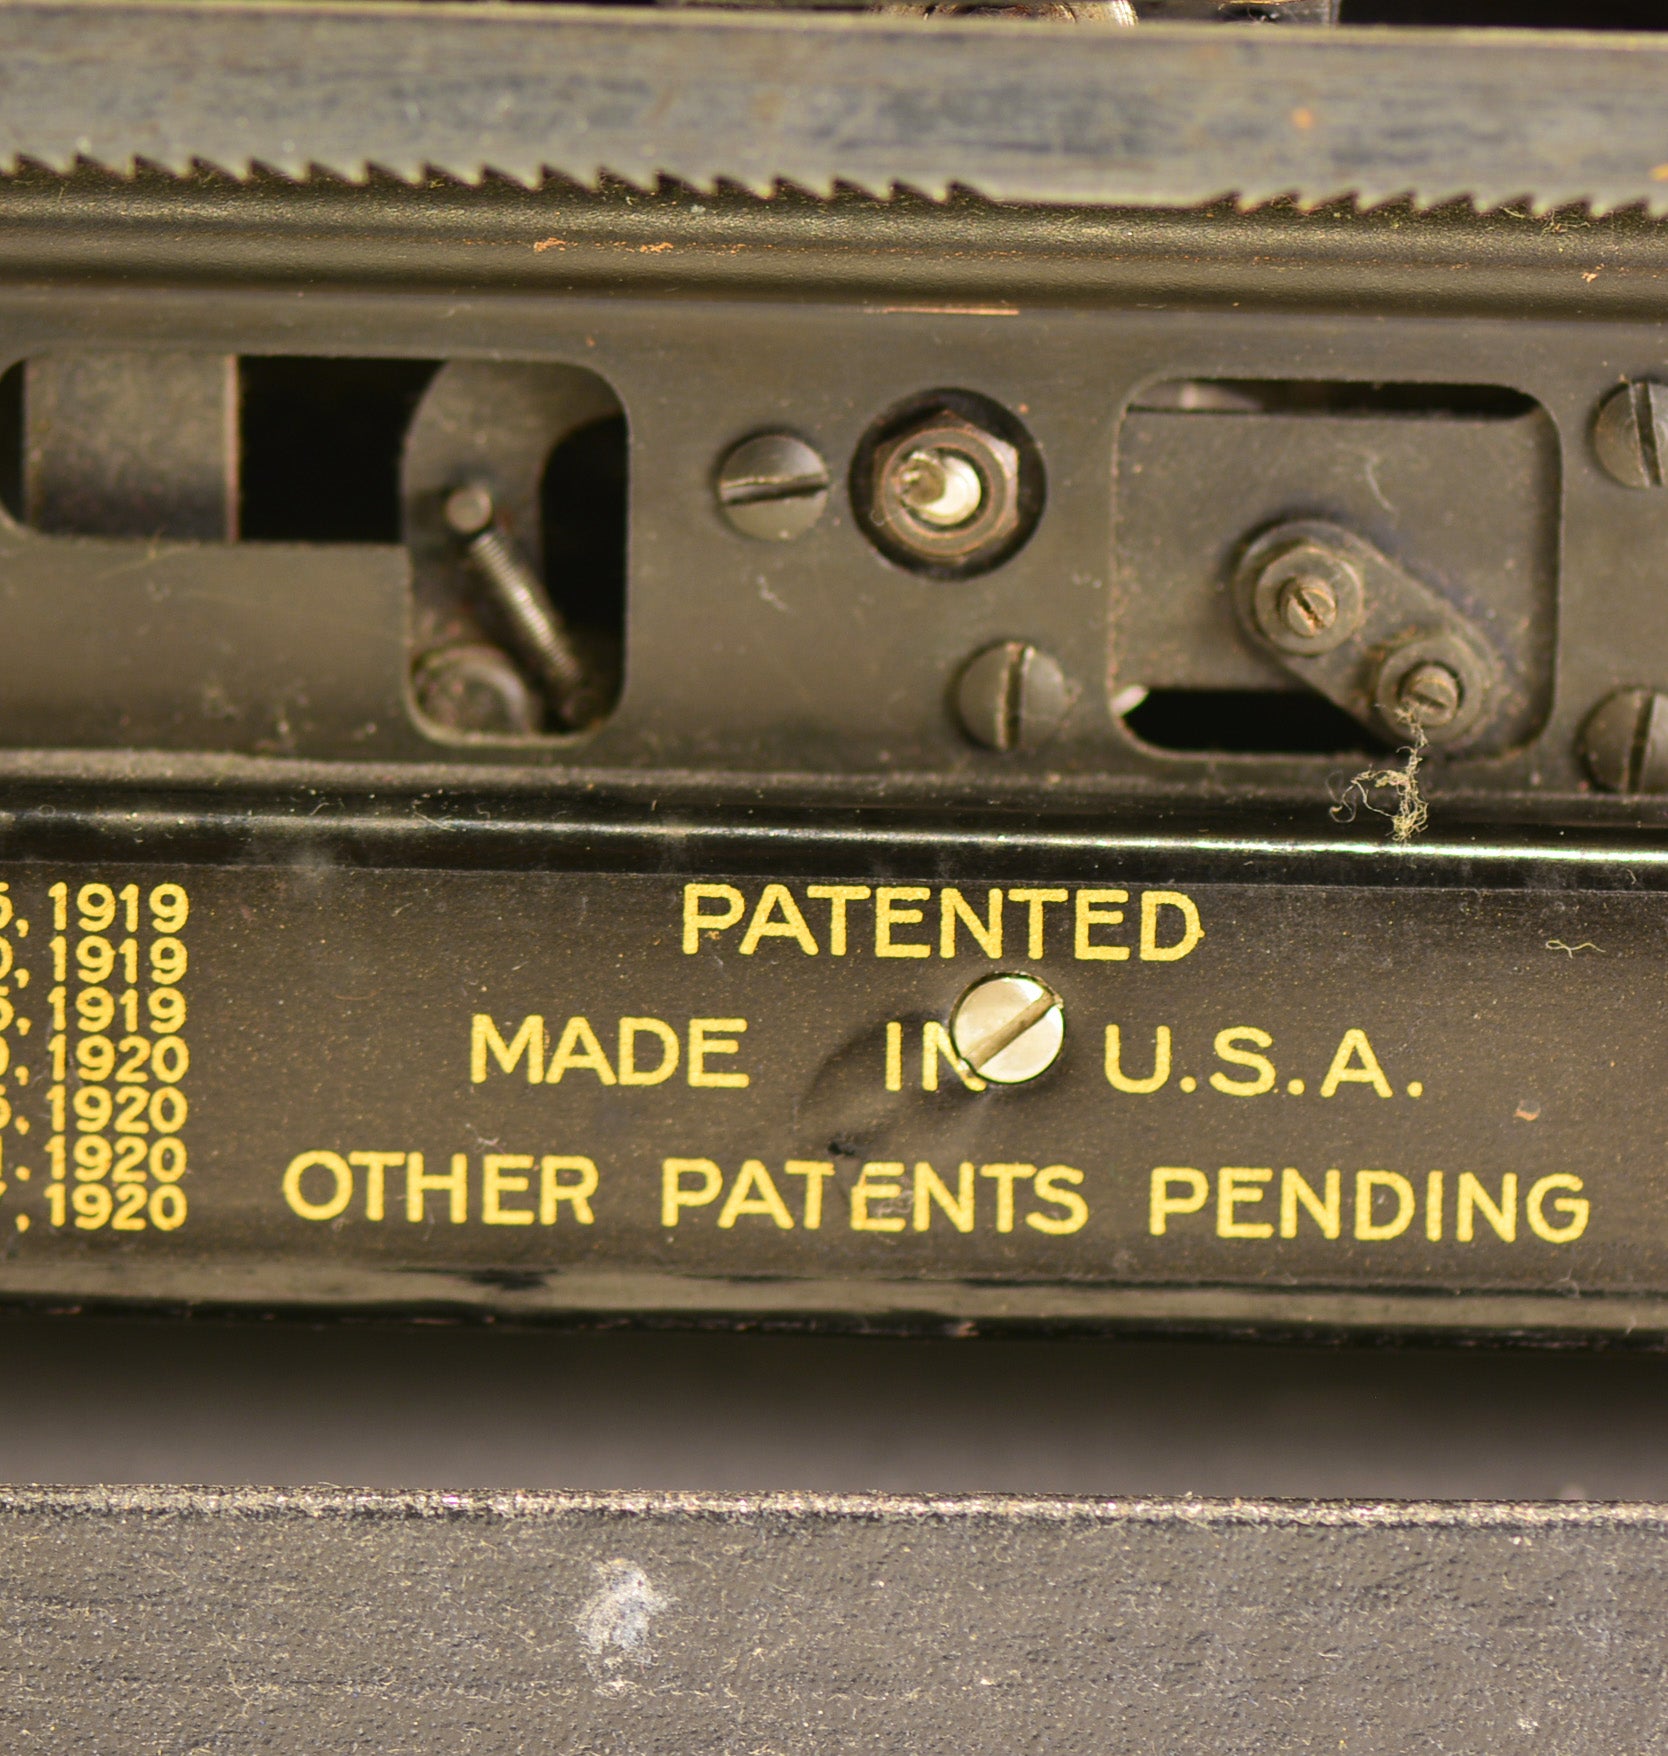 , 1919
, 1919
, 1919
, 1920
, 1920
. 1920
, 1920
PATENTED
MADE IN U.S.A.
OTHER PATENTS PENDING